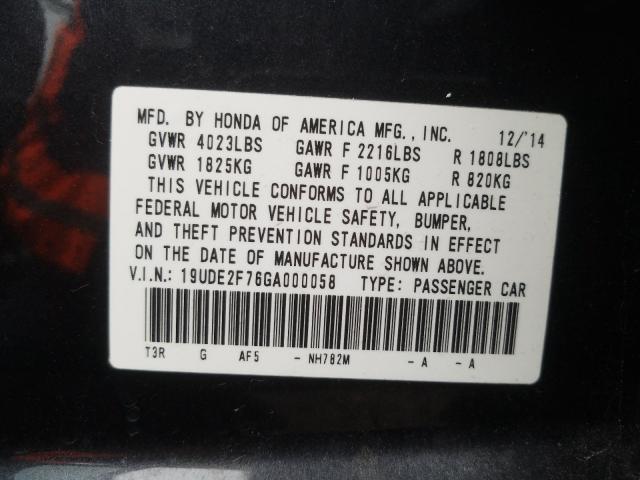 MFD. BY HONDA OF AMERICA MFG., INC. 12/'14
GVWR 4023LBS GAWR F 2216LBS R 1808LBS
GVWR 1825KG GAWR F 1005KG R 820KG
THIS VEHICLE CONFORMS TO ALL APPLICABLE
FEDERAL MOTOR VEHICLE SAFETY, BUMPER,
AND THEFT PREVENTION STANDARDS IN EFFECT
ON THE DATE OF MANUFACTURE SHOWN ABOVE.
V.I.N.: 19UDE2F76GA000058 TYPE: PASSENGER CAR
T3R G AF5 - NH782M - A - A